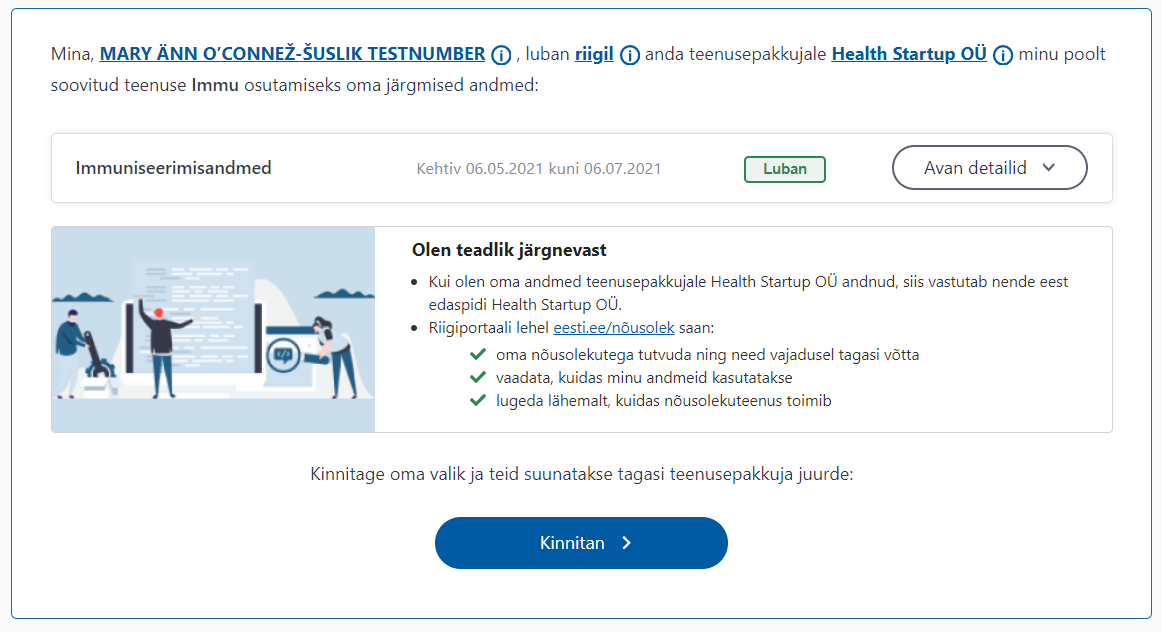 Mina, MARY ÄNN O’CONNEŽ-ŠUSLIK TESTNUMBER , luban riigil anda teenusepakkujale Health Startup OÜ minu poolt
soovitud teenuse Immu osutamiseks oma järgmised andmed:
Immuniseerimisandmed Kehtiv 06.05.2021 kuni 06.07.2021 Luban Avan detailid
Olen teadlik järgnevast
Kui olen oma andmed teenusepakkujale Health Startup OÜ andnud, siis vastutab nende eest
edaspidi Health Startup OÜ.
Riigiportaali lehel eesti.ee/nõusolek saan:
oma nõusolekutega tutvuda ning need vajadusel tagasi võtta
vaadata, kuidas minu andmeid kasutatakse
lugeda lähemalt, kuidas nõusolekuteenus toimib
Kinnitage oma valik ja teid suunatakse tagasi teenusepakkuja juurde:
Kinnitan